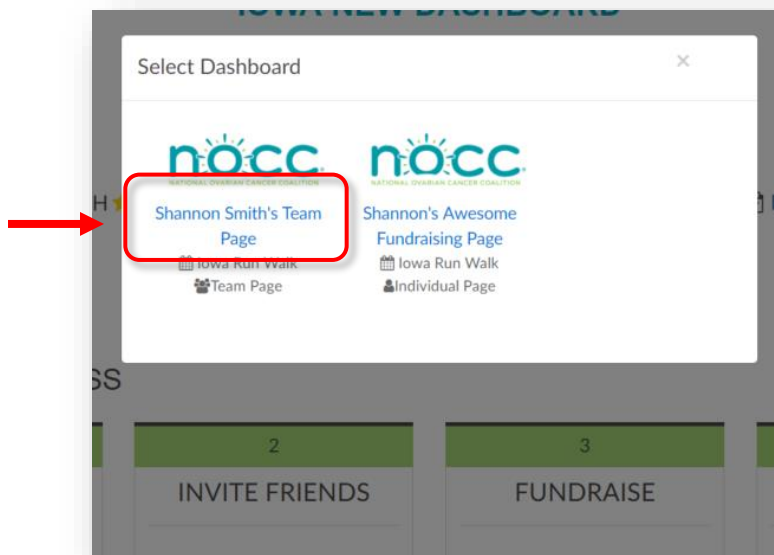 IOWA NEW DASHBOARD
Select Dashboard
×
nocc
NATIONAL OVARIAN CANCER COALITION
nocc
NATIONAL OVARIAN CANCER COALITION
Shannon Smith's Team
Page
Iowa Run Walk
Team Page
Shannon's Awesome
Fundraising Page
Iowa Run Walk
Individual Page
H
SS
2
INVITE FRIENDS
3
FUNDRAISE